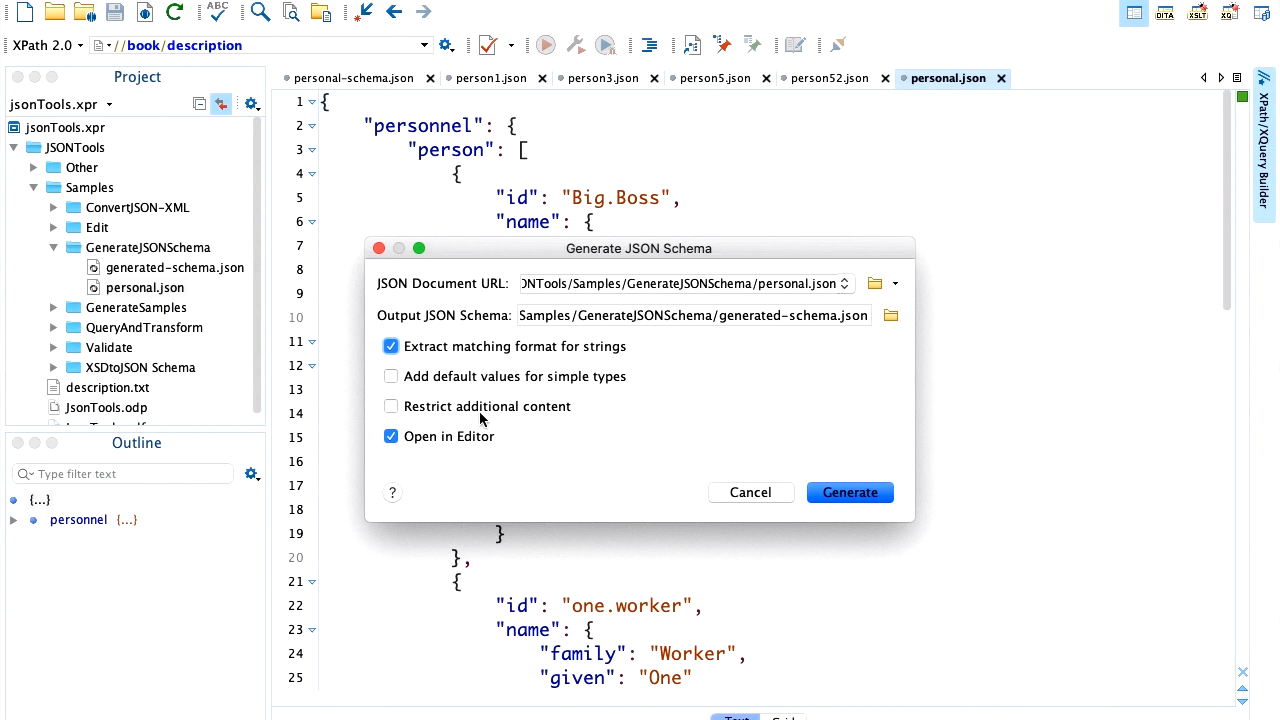 ABC
DITA
XSLT
XQ
XPath 2.0
//book/description
Project
personal-schema.json
person1.json
person3.json
person5.json
person52.json
personal.json
jsonTools.xpr
jsonTools.xpr
JSONTools
Other
Samples
ConvertJSON-XML
Edit
GenerateJSONSchema
generated-schema.json
personal.json
GenerateSamples
QueryAndTransform
Validate
XSDtoJSON Schema
description.txt
JsonTools.odp
Outline
Type filter text
{...}
personnel {...}
1 {
2 "personnel": {
3 "person": [
4 {
5 "id": "Big.Boss",
6 "name": {
7
8
9
10
11
12
13
14
15
16
17
18
19 }
20 },
21 {
22 "id": "one.worker",
23 "name": {
24 "family": "Worker",
25 "given": "One"
Generate JSON Schema
JSON Document URL: ONTools/Samples/GenerateJSONSchema/personal.json
Output JSON Schema: Samples/GenerateJSONSchema/generated-schema.json
Extract matching format for strings
Add default values for simple types
Restrict additional content
Open in Editor
?
Cancel
Generate
XPath/XQuery Builder
Text
Grid